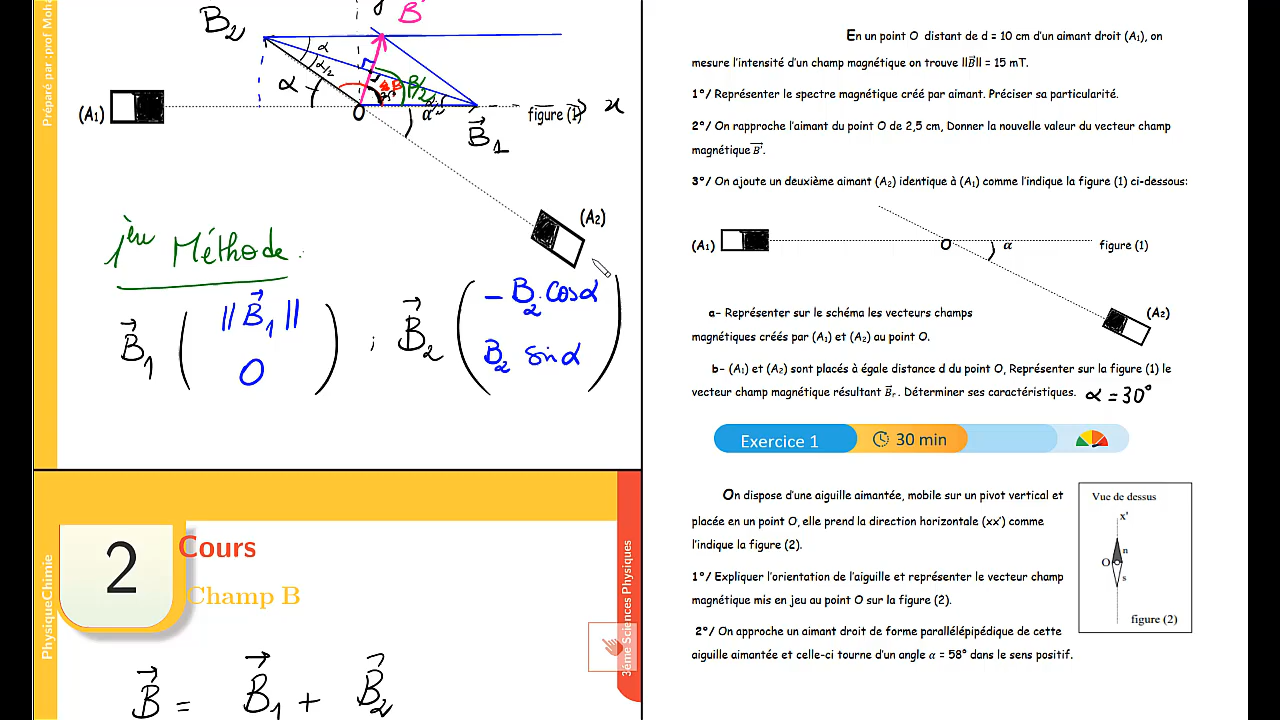 Préparé par :prof Moha
B₂
B
α
α/2
α
β/2
(A₁)
O
α
figure (1)
x
B⃗₁
(A₂)
1ère Méthode
B⃗₁ ( ||B⃗₁|| 0 ) ; B⃗₂ ( - B₂.cosα B₂ sinα )
PhysiqueChimie
2
Cours
Champ B
3éme Sciences Physiques
B⃗ = B⃗₁ + B⃗₂
En un point O distant de d = 10 cm d’un aimant droit (A₁), on
mesure l’intensité d’un champ magnétique on trouve ||B⃗|| = 15 mT.
1°/ Représenter le spectre magnétique créé par aimant. Préciser sa particularité.
2°/ On rapproche l’aimant du point O de 2,5 cm, Donner la nouvelle valeur du vecteur champ
magnétique B'⃗.
3°/ On ajoute un deuxième aimant (A₂) identique à (A₁) comme l’indique la figure (1) ci-dessous:
(A₁)
O
α
figure (1)
(A₂)
a- Représenter sur le schéma les vecteurs champs
magnétiques créés par (A₁) et (A₂) au point O.
b- (A₁) et (A₂) sont placés à égale distance d du point O, Représenter sur la figure (1) le
vecteur champ magnétique résultant B⃗ᵣ. Déterminer ses caractéristiques. α = 30°
Exercice 1
30 min
On dispose d’une aiguille aimantée, mobile sur un pivot vertical et
placée en un point O, elle prend la direction horizontale (xx’) comme
l’indique la figure (2).
1°/ Expliquer l’orientation de l’aiguille et représenter le vecteur champ
magnétique mis en jeu au point O sur la figure (2).
2°/ On approche un aimant droit de forme parallélépipédique de cette
aiguille aimantée et celle-ci tourne d’un angle α = 58° dans le sens positif.
Vue de dessus
x'
n
O
s
figure (2)